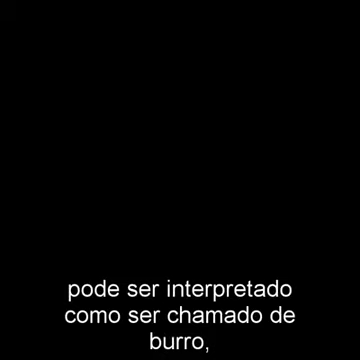 pode ser interpretado
como ser chamado de
burro,